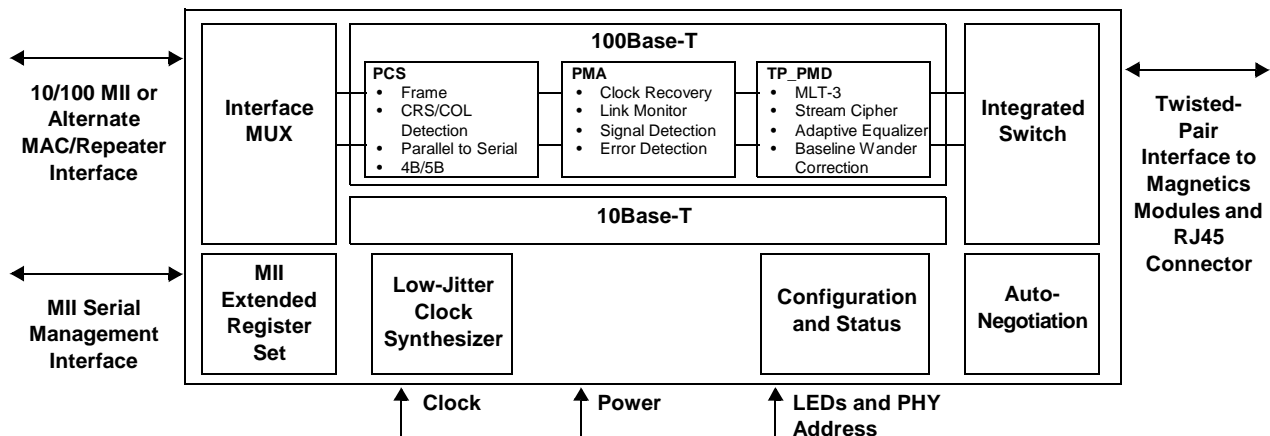 100Base-T
10/100 MII or
Alternate
MAC/Repeater
Interface
Interface
MUX
PCS
• Frame
• CRS/COL
Detection
• Parallel to Serial
• 4B/5B
PMA
• Clock Recovery
• Link Monitor
• Signal Detection
• Error Detection
TP_PMD
• MLT-3
• Stream Cipher
• Adaptive Equalizer
• Baseline Wander
Correction
Integrated
Switch
Twisted-
Pair
Interface to
Magnetics
Modules and
RJ45
Connector
10Base-T
MII Serial
Management
Interface
MII
Extended
Register
Set
Low-Jitter
Clock
Synthesizer
Configuration
and Status
Auto-
Negotiation
Clock
Power
LEDs and PHY
Address